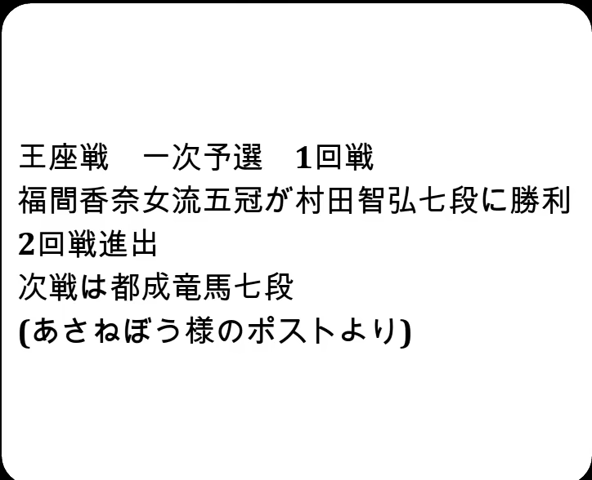 王座戦　一次予選　1回戦
福間香奈女流五冠が村田智弘七段に勝利
2回戦進出
次戦は都成竜馬七段
(あさねぼう様のポストより)